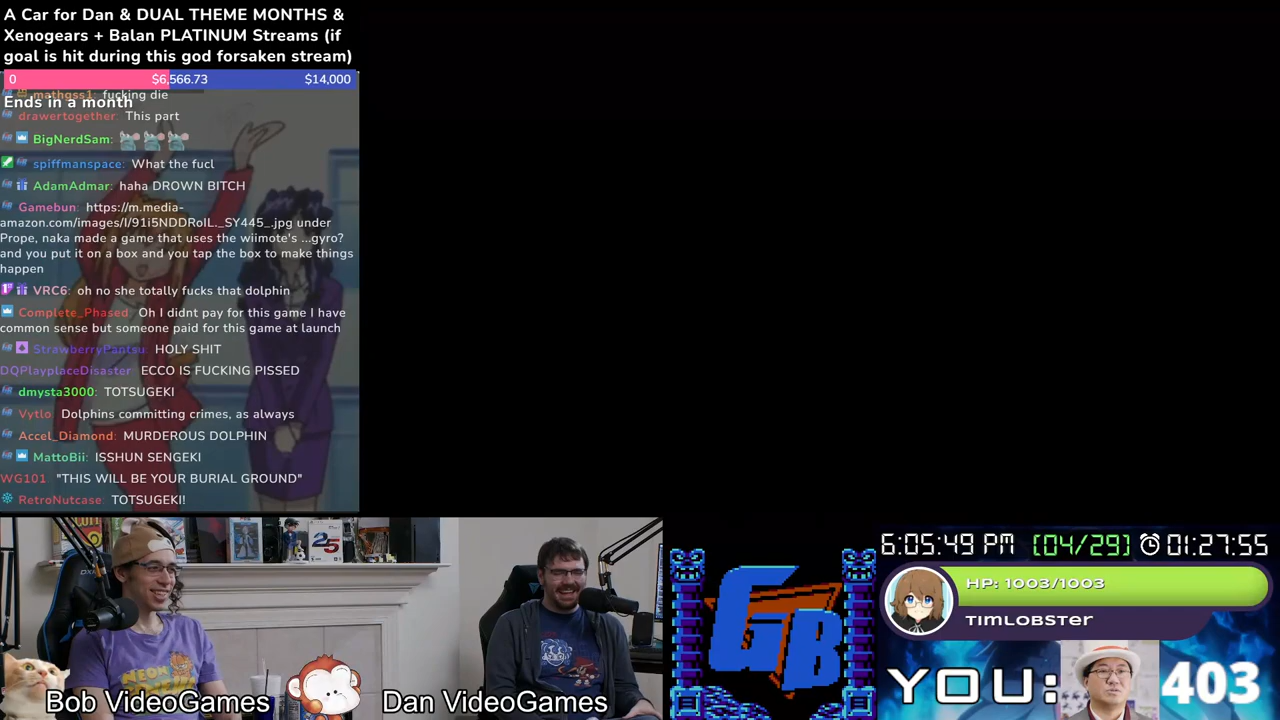 A Car for Dan & DUAL THEME MONTHS &
Xenogears + Balan PLATINUM Streams (if
goal is hit during this god forsaken stream)
0 $6,566.73 $14,000
mathgss1: fucking die
Ends in a month
drawertogether: This part
BigNerdSam:
spiffmanspace: What the fucl
AdamAdmar: haha DROWN BITCH
Gamebun: https://m.media-
amazon.com/images/I/91i5NDDRoIL._SY445_.jpg under
Prope, naka made a game that uses the wiimote's ...gyro?
and you put it on a box and you tap the box to make things
happen
VRC6: oh no she totally fucks that dolphin
Complete_Phased: Oh I didnt pay for this game I have
common sense but someone paid for this game at launch
StrawberryPantsu: HOLY SHIT
DQPlayplaceDisaster ECCO IS FUCKING PISSED
dmysta3000: TOTSUGEKI
Vytlo: Dolphins committing crimes, as always
Accel_Diamond: MURDEROUS DOLPHIN
MattoBii: ISSHUN SENGEKI
WG101 "THIS WILL BE YOUR BURIAL GROUND"
RetroNutcase: TOTSUGEKI!
25
NEON
Bob VideoGames
Dan VideoGames
GB
6:05:49 PM [04/29] 01:27:55
HP: 1003/1003
TimLobster
YOU: 403